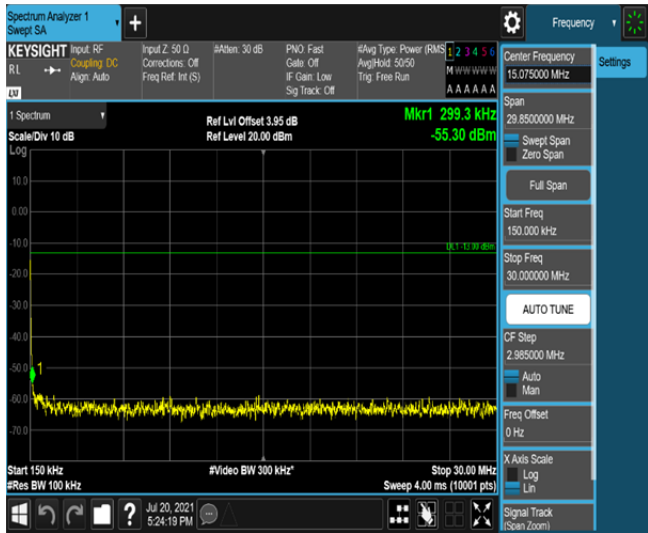 Spectrum Analyzer 1
Swept SA
Frequency
KEYSIGHT
RL
Input: RF
Coupling: DC
Align: Auto
Input Z: 50 Ω
Corrections: Off
Freq Ref: Int (S)
#Atten: 30 dB
PNO: Fast
Gate: Off
IF Gain: Low
Sig Track: Off
#Avg Type: Power (RMS
Avg|Hold: 50/50
Trig: Free Run
1 2 3 4 5 6
M W W W W W
A A A A A A
LXI
1 Spectrum
Scale/Div 10 dB
Log
Ref Lvl Offset 3.95 dB
Ref Level 20.00 dBm
Mkr1 299.3 kHz
-55.30 dBm
10.0
0.00
-10.0
-20.0
-30.0
-40.0
-50.0
-60.0
-70.0
DL1 -13.00 dBm
1
Start 150 kHz
#Res BW 100 kHz
#Video BW 300 kHz*
Stop 30.00 MHz
Sweep 4.00 ms (10001 pts)
Jul 20, 2021
5:24:19 PM
?
Center Frequency
15.075000 MHz
Settings
Span
29.8500000 MHz
Swept Span
Zero Span
Full Span
Start Freq
150.000 kHz
Stop Freq
30.000000 MHz
AUTO TUNE
CF Step
2.985000 MHz
Auto
Man
Freq Offset
0 Hz
X Axis Scale
Log
Lin
Signal Track
(Span Zoom)